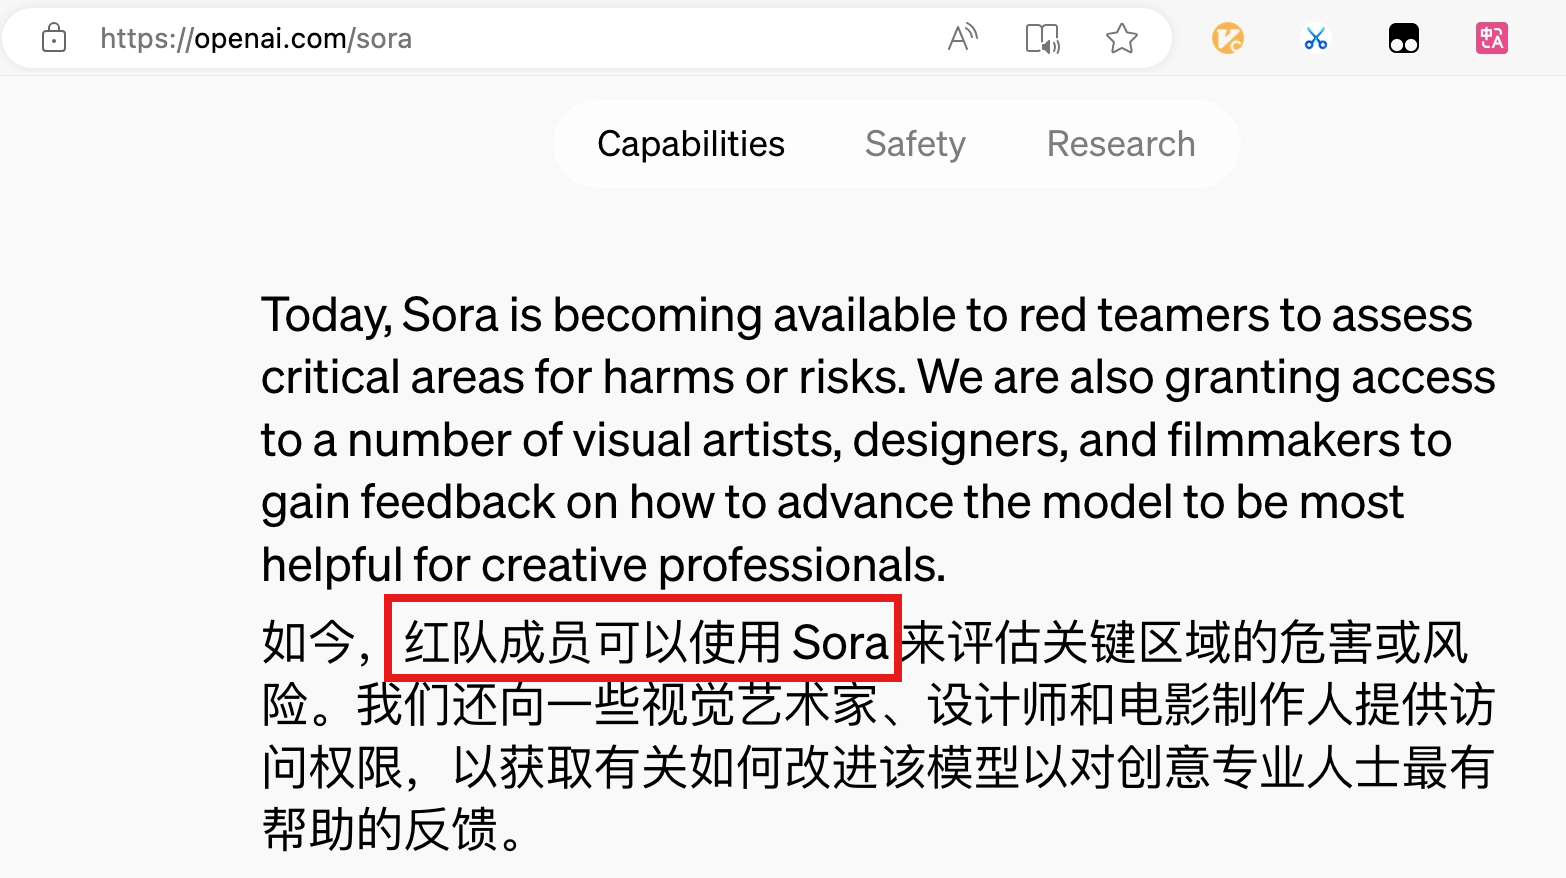 https://openai.com/sora
Capabilities Safety Research
Today, Sora is becoming available to red teamers to assess
critical areas for harms or risks. We are also granting access
to a number of visual artists, designers, and filmmakers to
gain feedback on how to advance the model to be most
helpful for creative professionals.
如今，红队成员可以使用 Sora 来评估关键区域的危害或风
险。我们还向一些视觉艺术家、设计师和电影制作人提供访
问权限，以获取有关如何改进该模型以对创意专业人士最有
帮助的反馈。